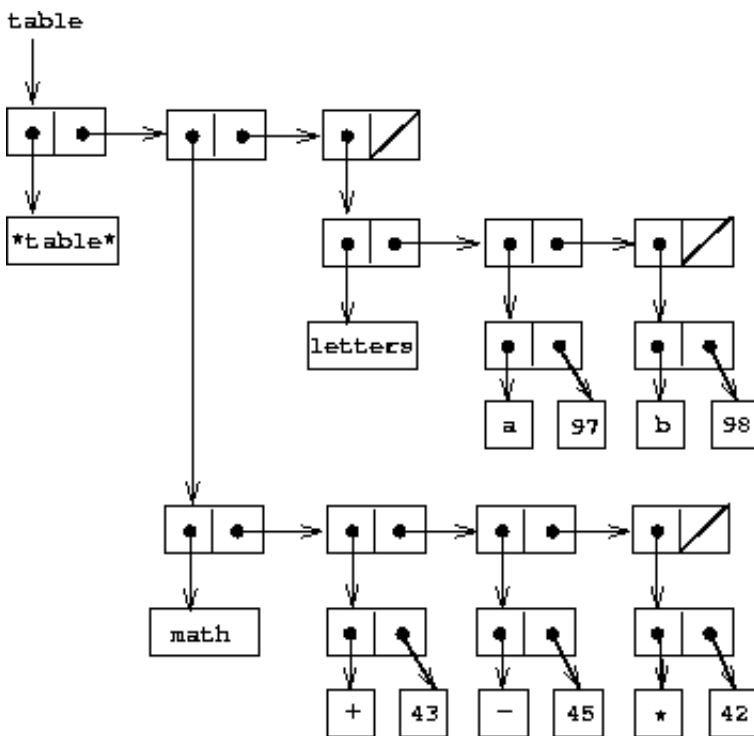 table
*table*
letters
a 97 b 98
math
+ 43 - 45 * 42